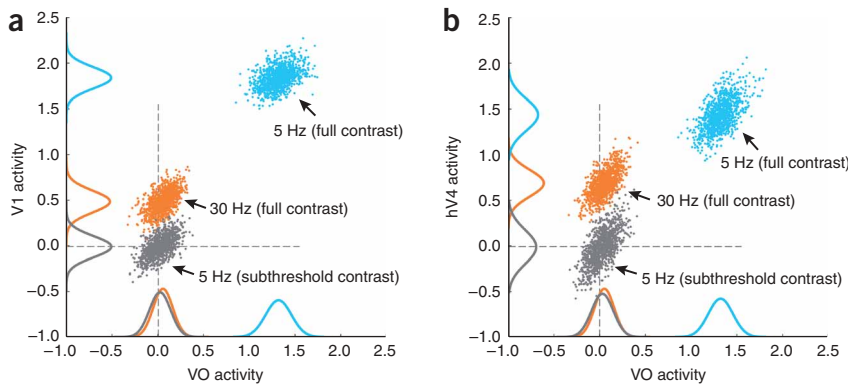 a
2.5
2.0
1.5
1.0
0.5
0.0
−0.5
−1.0
V1 activity
5 Hz (full contrast)
30 Hz (full contrast)
5 Hz (subthreshold contrast)
−1.0 −0.5 0.0 0.5 1.0 1.5 2.0 2.5
VO activity
b
2.5
2.0
1.5
1.0
0.5
0.0
−0.5
−1.0
hV4 activity
5 Hz (full contrast)
30 Hz (full contrast)
5 Hz (subthreshold contrast)
−1.0 −0.5 0.0 0.5 1.0 1.5 2.0 2.5
VO activity